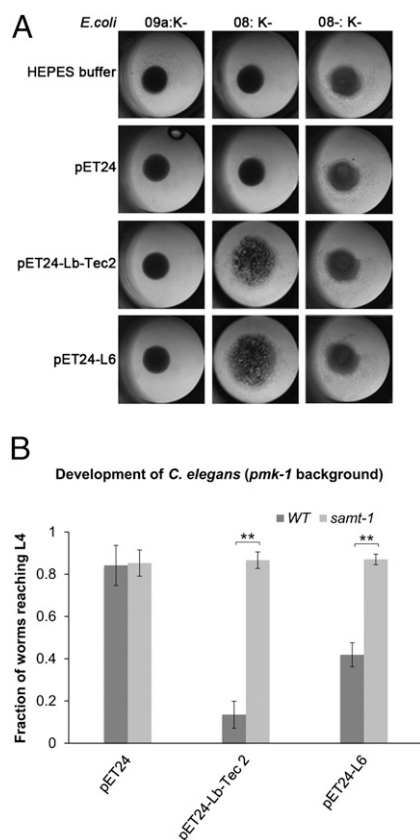 A
E.coli 09a:K- 08: K- 08-: K-
HEPES buffer
pET24
pET24-Lb-Tec2
pET24-L6
B
Development of C. elegans (pmk-1 background)
WT samt-1
Fraction of worms reaching L4
1
0.8
0.6
0.4
0.2
0
** **
pET24
pET24-Lb-Tec 2
pET24-L6